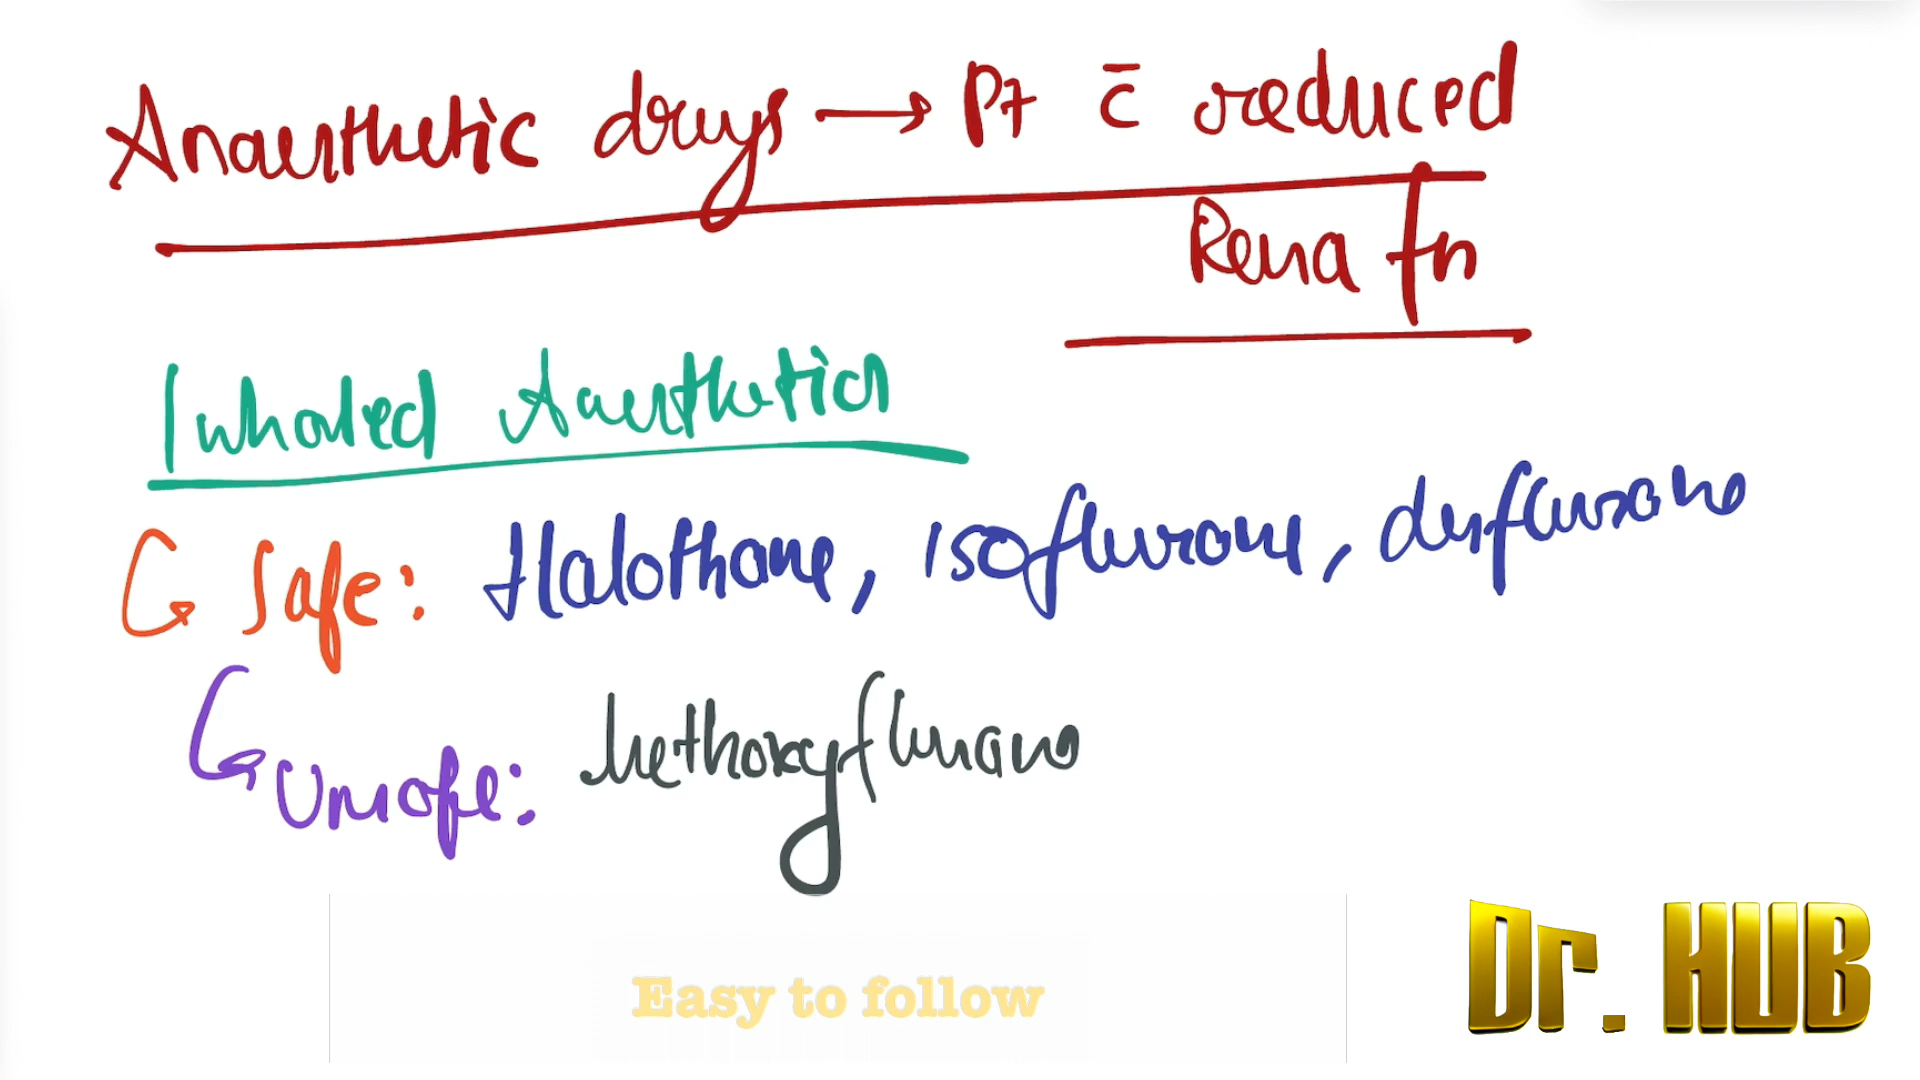 Anaesthetic drugs → Pt c̄ reduced
Rena fn
Inhaled Anaesthetics
Safe: Halothane, isoflurane, desflurane
Unsafe: Methoxyflurane
Easy to follow
Dr. HUB